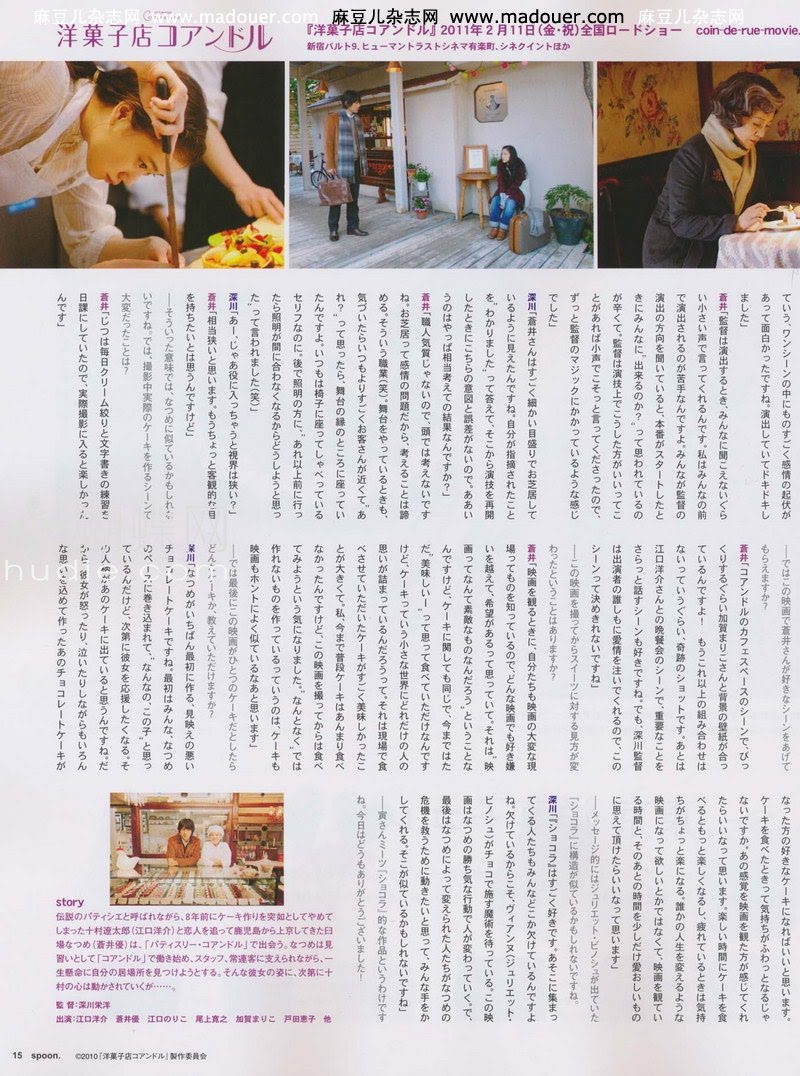 麻豆儿杂志网 www.madouer.com 麻豆儿杂志网 www.madouer.com
洋菓子店コアンドル
『洋菓子店コアンドル』2011年2月11日(金・祝)全国ロードショー coin-de-rue-movie.
新宿バルト9、ヒューマントラストシネマ有楽町、シネクイントほか
ていう、ワンシーンの中にものすごく感情の起伏が
あって面白かったですね。演出していてドキドキし
ました」
蒼井「監督は演出するとき、みんなに聞こえないぐら
い小さい声で言ってくれるんです。私はみんなの前
で演出されるのが苦手なんですよ。みんなが監督の
演出の方向を聞いていると、本番がスタートしたと
きにみんなに、"出来るのか?"って思われているの
が辛くて。監督は演技上でこうした方がいいってこ
とがあれば小声でこそっと言ってくださったので、
ずっと監督のマジックにかかっているような感じ
でした」
深川「蒼井さんはすごく細かい目盛りでお芝居して
いるように見えたんですね。自分が指摘されたこと
を"わかりました"って答えて、そこから演技を再開
したときにこちらの意図と誤差がないので、ああい
うのはやっぱ相当考えての結果なんですか?」
蒼井「職人気質じゃないので、頭では考えないです
ね。お芝居って感情の問題だから、考えることは諦
める。そういう職業(笑)。舞台をやっているときも、
気づいたらいつもよりすごくお客さんが近くて、"あ
れ?"って思ったら、舞台の縁のところに座ってい
たんですよ。いつもは椅子に座ってしゃべっている
セリフなのに。後で照明の方に、"あれ以上前に行っ
たら照明が間に合わなくなるからどうしようと思っ
た"って言われました(笑)」
深川「あー、じゃあ役に入っちゃうと視界は狭い?」
蒼井「相当狭いと思います。もうちょっと客観的な目
を持ちたいとは思うんですけど」
――そういった意味では、なつめに似ているかもしれな
いですね。では、撮影中実際のケーキを作るシーンで
大変だったことは?
蒼井「じつは毎日クリーム絞りと文字書きの練習を
日課にしていたので、実際撮影に入ると楽しかった
んです」
――ではこの映画で蒼井さんが好きなシーンをあげて
もらえますか?
蒼井「コアンドルのカフェスペースのシーンで、びっ
くりするぐらい加賀まりこさんと背景の壁紙が合っ
ているんですよ! もうこれ以上の組み合わせは
ないっていうぐらい、奇跡のショットです。あとは
江口洋介さんとの晩餐会のシーンで、重要なことを
さらっと話すシーンも好きですね。でも、深川監督
は出演者の誰しもに愛情を注いでくれるので、この
シーンって決めきれないですね」
――この映画を撮ってからスイーツに対する見方が変
わったということはありますか?
蒼井「映画を観るときに、自分たちも映画の大変な現
場ってものを知っているので、どんな映画でも好き嫌
いを越えて、希望があるって思っていて。それは"映
画ってなんて素敵なものなんだろう"ということな
んですけど、ケーキに関しても同じで、今まではた
だ"美味しいー"って思って食べていただけなんです
けど、ケーキっていう小さな世界にどれだけの人の
思いが詰まっているんだろうって。それは現場で食
べさせていただいたケーキがすごく美味しかったこ
とが大きくて。私、今まで普段ケーキはあんまり食べ
なかったんですけど、この映画を撮ってからは食べ
てみようという気になりました。"なんとなく"では
作れないものを作っているっていうのは、ケーキも
映画もホントによく似ているなあと思います」
――では最後にこの映画がひとつのケーキだとしたら
どんなケーキか、教えていただけますか?
深川「なつめがいちばん最初に作る、見映えの悪い
チョコレートケーキですね。最初はみんな、なつめ
のペースに巻き込まれて、"なんなの、この子"と思っ
ているんだけど、次第に彼女を応援したくなる。そ
の人感があのケーキに出ていると思うんですね。だ
から彼女が怒ったり、泣いたりしながらもいろん
な思いを込めて作ったあのチョコレートケーキが
なった方の好きなケーキになればいいなと思います。
ケーキを食べたときって気持ちがふわっとなるじゃ
ないですか。あの感覚を映画を観た方が感じてくれ
たらいいなって思います。楽しい時間にケーキを食
べるともっと楽しくなるし、疲れているときは気持
ちがちょっと楽になる。誰かの人生を変えるような
映画になって欲しいとかではなくて、映画を観てい
る時間と、そのあとの時間を少しだけ愛おしいもの
に思えて頂けたらいいなって思います」
――メッセージ的にはジュリエット・ビノシュが出ていた
『ショコラ』に構造が似ているかもしれないですね。
深川「『ショコラ』はすごく好きです。あそこに集まっ
てくる人たちもみんなどこか欠けているんですよ
ね。欠けているからこそ、ヴィアンヌ(ジュリエット・
ビノシュ)がチョコで施す魔術を待っている。この映
画はなつめの勝ち気な行動で人が変わっていく。で、
最後はなつめによって変えられた人たちがなつめの
危機を救うために動きたいと思って、みんな手をか
してくれる。そこが似ているかもしれないですね」
――寅さんミーツ『ショコラ』的な作品というわけです
ね。今日はどうもありがとうございました!
hudie.com
story
伝説のパティシエと呼ばれながら、8年前にケーキ作りを突如としてやめて
しまった十村遼太郎(江口洋介)と恋人を追って鹿児島から上京してきた臼
場なつめ(蒼井優)は、「パティスリー・コアンドル」で出会う。なつめは見
習いとして「コアンドル」で働き始め、スタッフ、常連客に支えられながら、一
生懸命に自分の居場所を見つけようとする。そんな彼女の姿に、次第に十
村の心は動かされていくが……。
監督:深川栄洋
出演:江口洋介 蒼井優 江口のりこ 尾上寛之 加賀まりこ 戸田恵子 他
15 spoon. ©2010『洋菓子店コアンドル』製作委員会